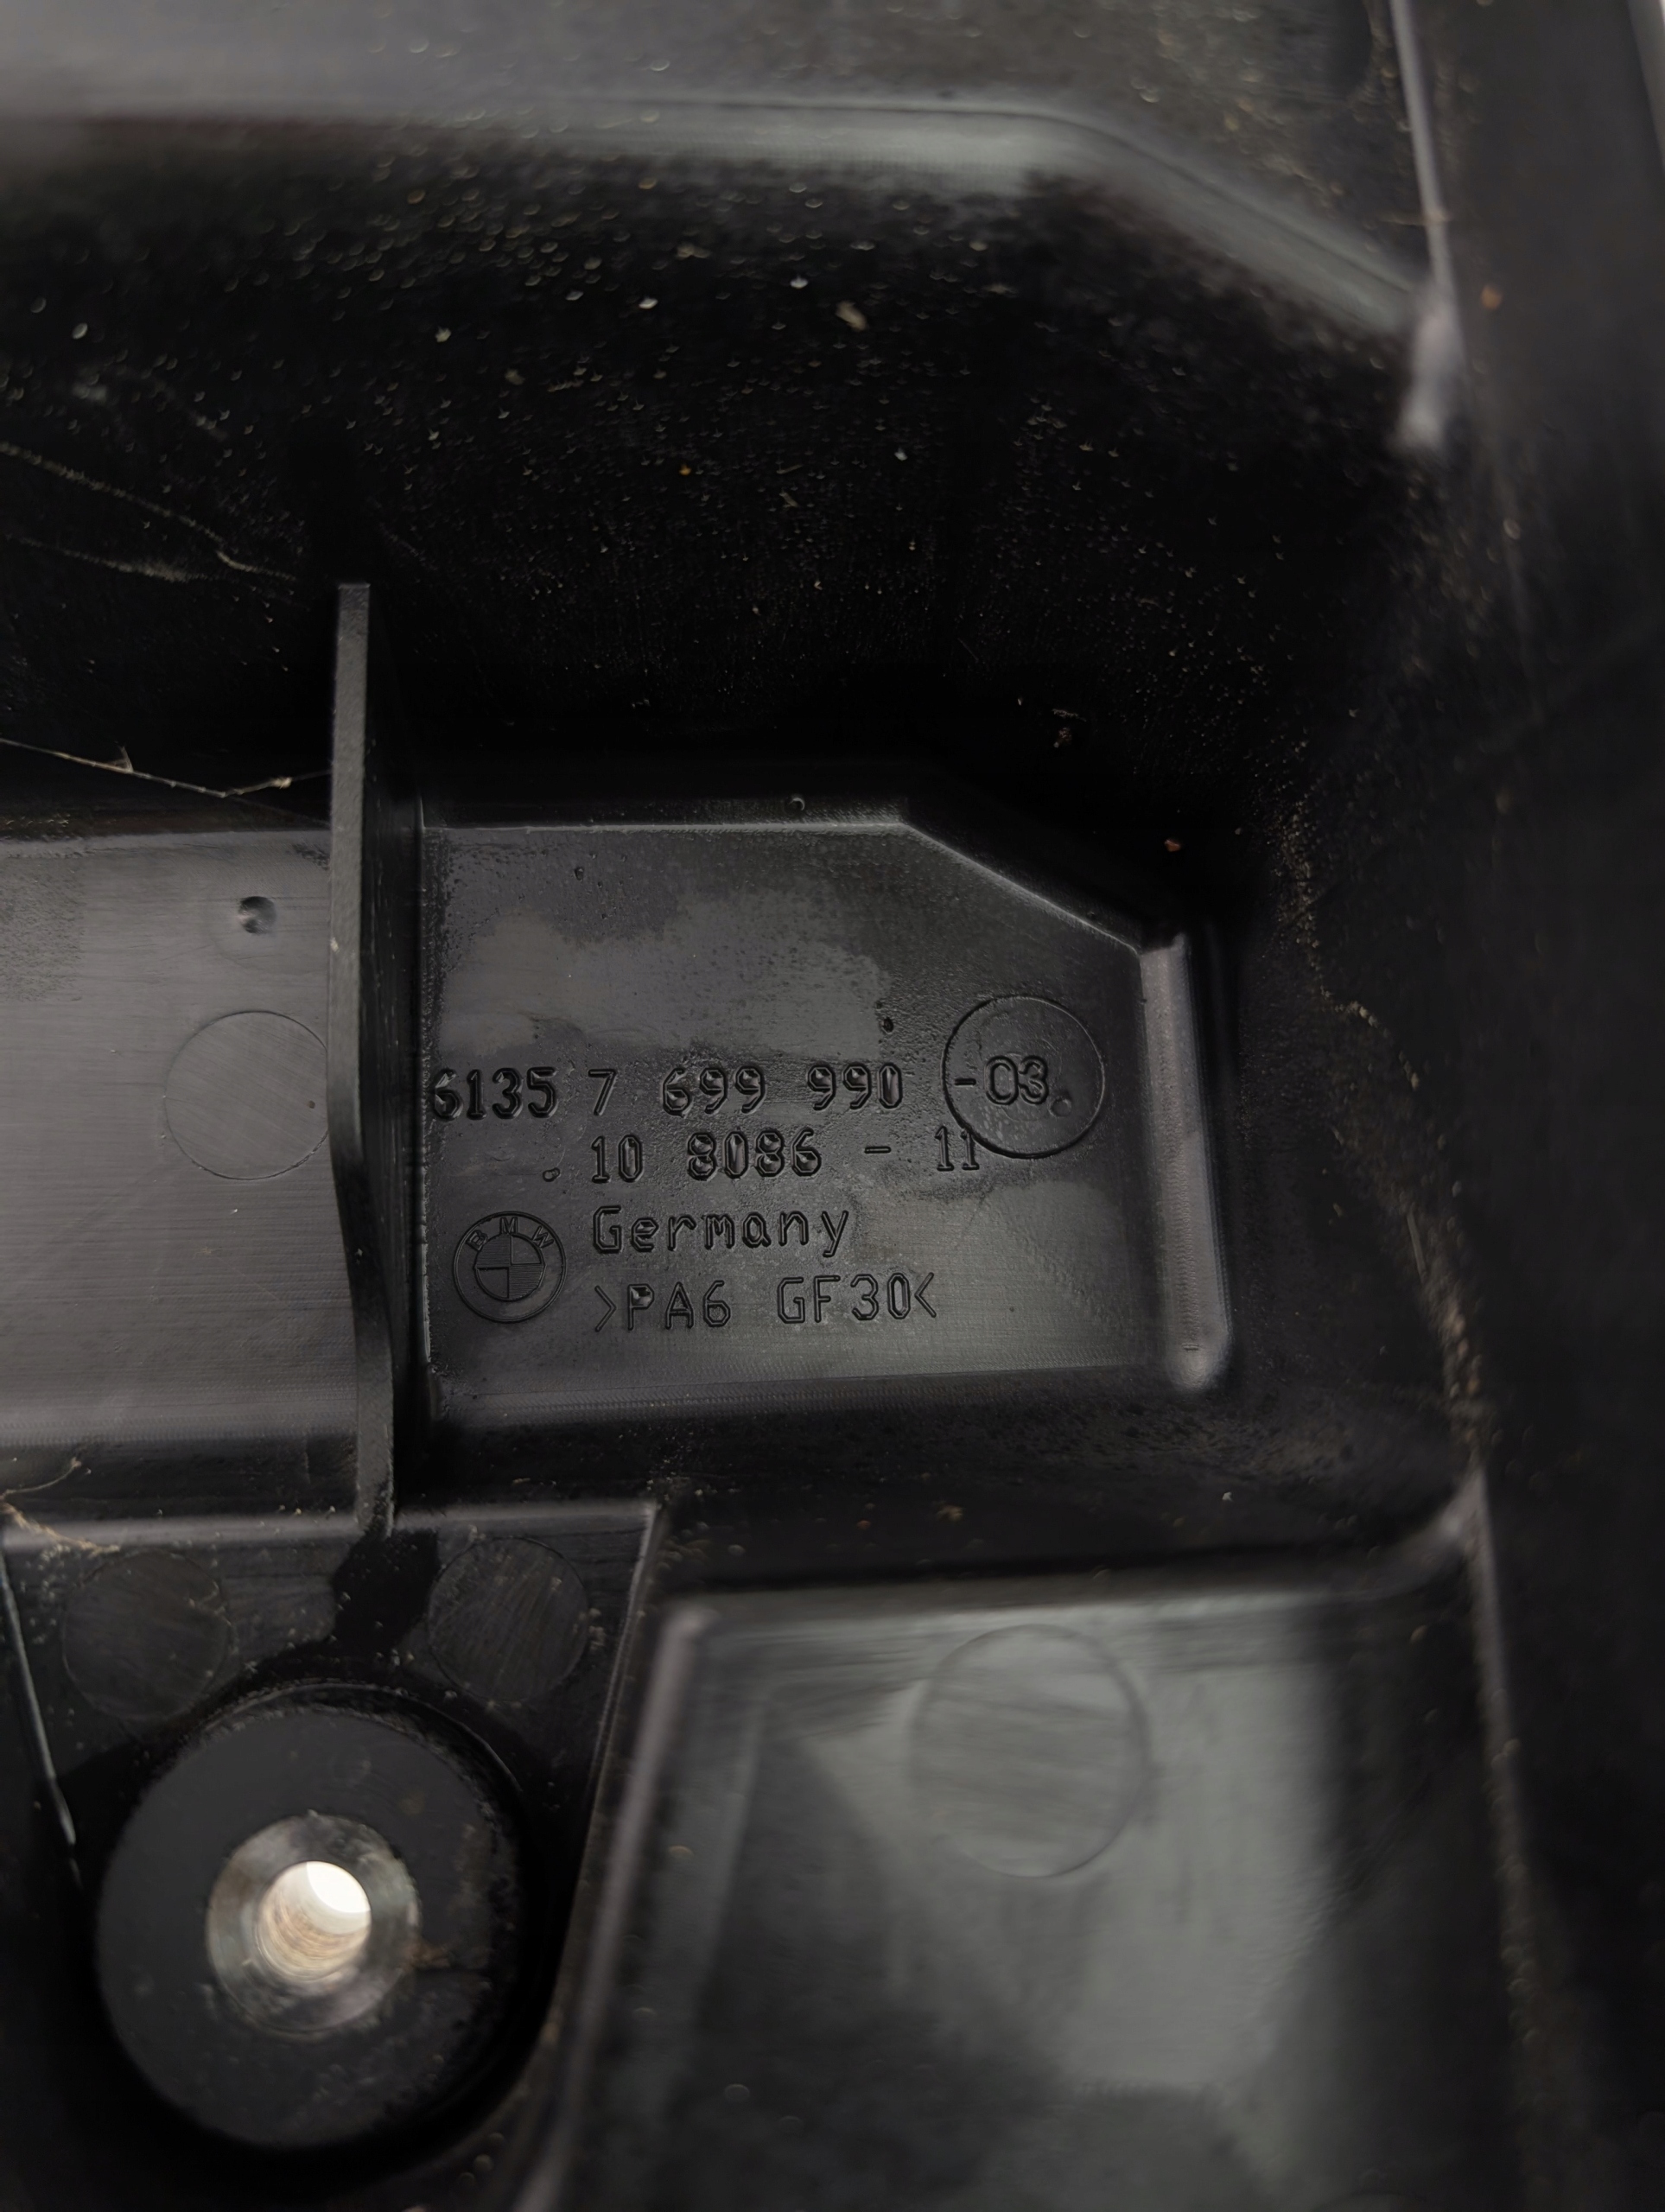 6135 7 699 990 -03.
. 10 8086 - 11
BMW
Germany
>PA6 GF30<